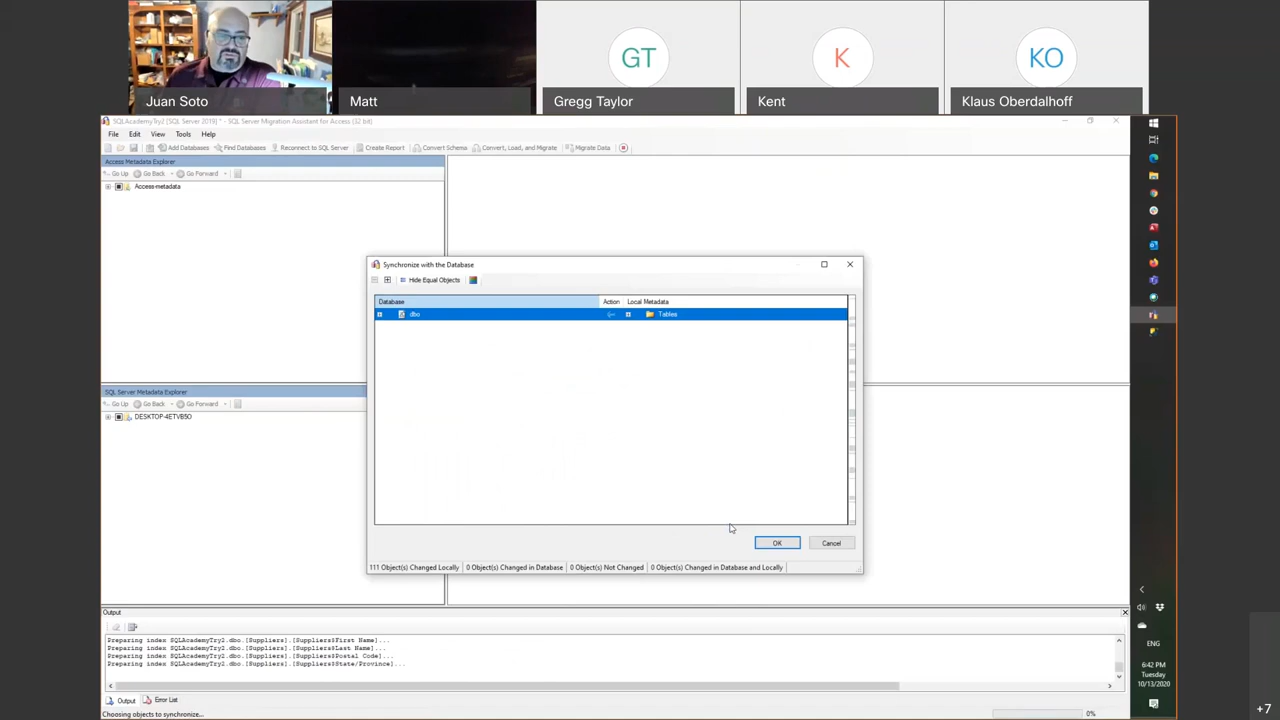 GT
K
KO
Juan Soto
Matt
Gregg Taylor
Kent
Klaus Oberdalhoff
SQLAcademyTry2 [SQL Server 2019] * - SQL Server Migration Assistant for Access (32 bit)
File Edit View Tools Help
Add Databases Find Databases Reconnect to SQL Server Create Report Convert Schema Convert, Load, and Migrate Migrate Data
Access Metadata Explorer
Go Up Go Back Go Forward
Access-metadata
Synchronize with the Database
Hide Equal Objects
Database Action Local Metadata
dbo Tables
SQL Server Metadata Explorer
Go Up Go Back Go Forward
DESKTOP-4ETVB5O
OK Cancel
111 Object(s) Changed Locally 0 Object(s) Changed in Database 0 Object(s) Not Changed 0 Object(s) Changed in Database and Locally
Output
Preparing index SQLAcademyTry2.dbo.[Suppliers].[Suppliers$First Name]...
Preparing index SQLAcademyTry2.dbo.[Suppliers].[Suppliers$Last Name]...
Preparing index SQLAcademyTry2.dbo.[Suppliers].[Suppliers$Postal Code]...
Preparing index SQLAcademyTry2.dbo.[Suppliers].[Suppliers$State/Province]...
Output Error List
Choosing objects to synchronize...
0%
ENG
6:42 PM
Tuesday
10/13/2020
+7